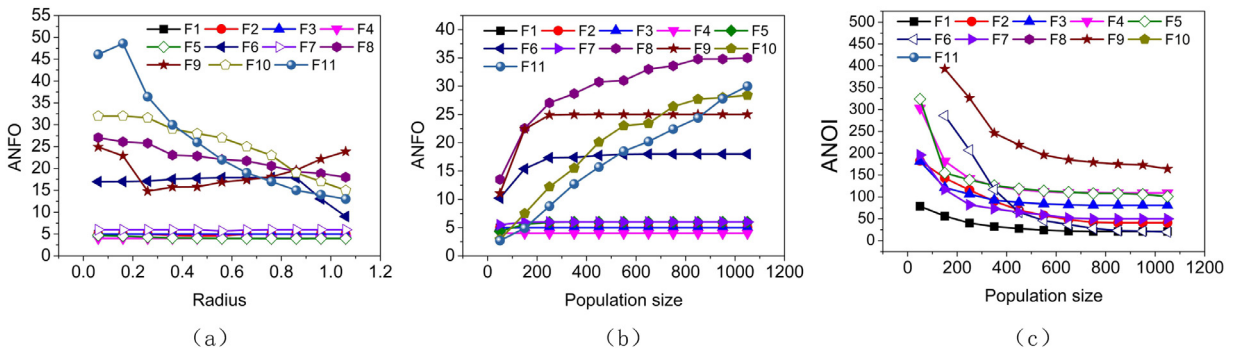 F1 F2 F3 F4
F5 F6 F7 F8
F9 F10 F11
ANFO
55
50
45
40
35
30
25
20
15
10
5
0
0.0 0.2 0.4 0.6 0.8 1.0 1.2
Radius
(a)
F1 F2 F3 F4 F5
F6 F7 F8 F9 F10
F11
ANFO
40
35
30
25
20
15
10
5
0
0 200 400 600 800 1000 1200
Population size
(b)
F1 F2 F3 F4 F5
F6 F7 F8 F9 F10
F11
ANOI
500
450
400
350
300
250
200
150
100
50
0
0 200 400 600 800 1000 1200
Population size
(c)